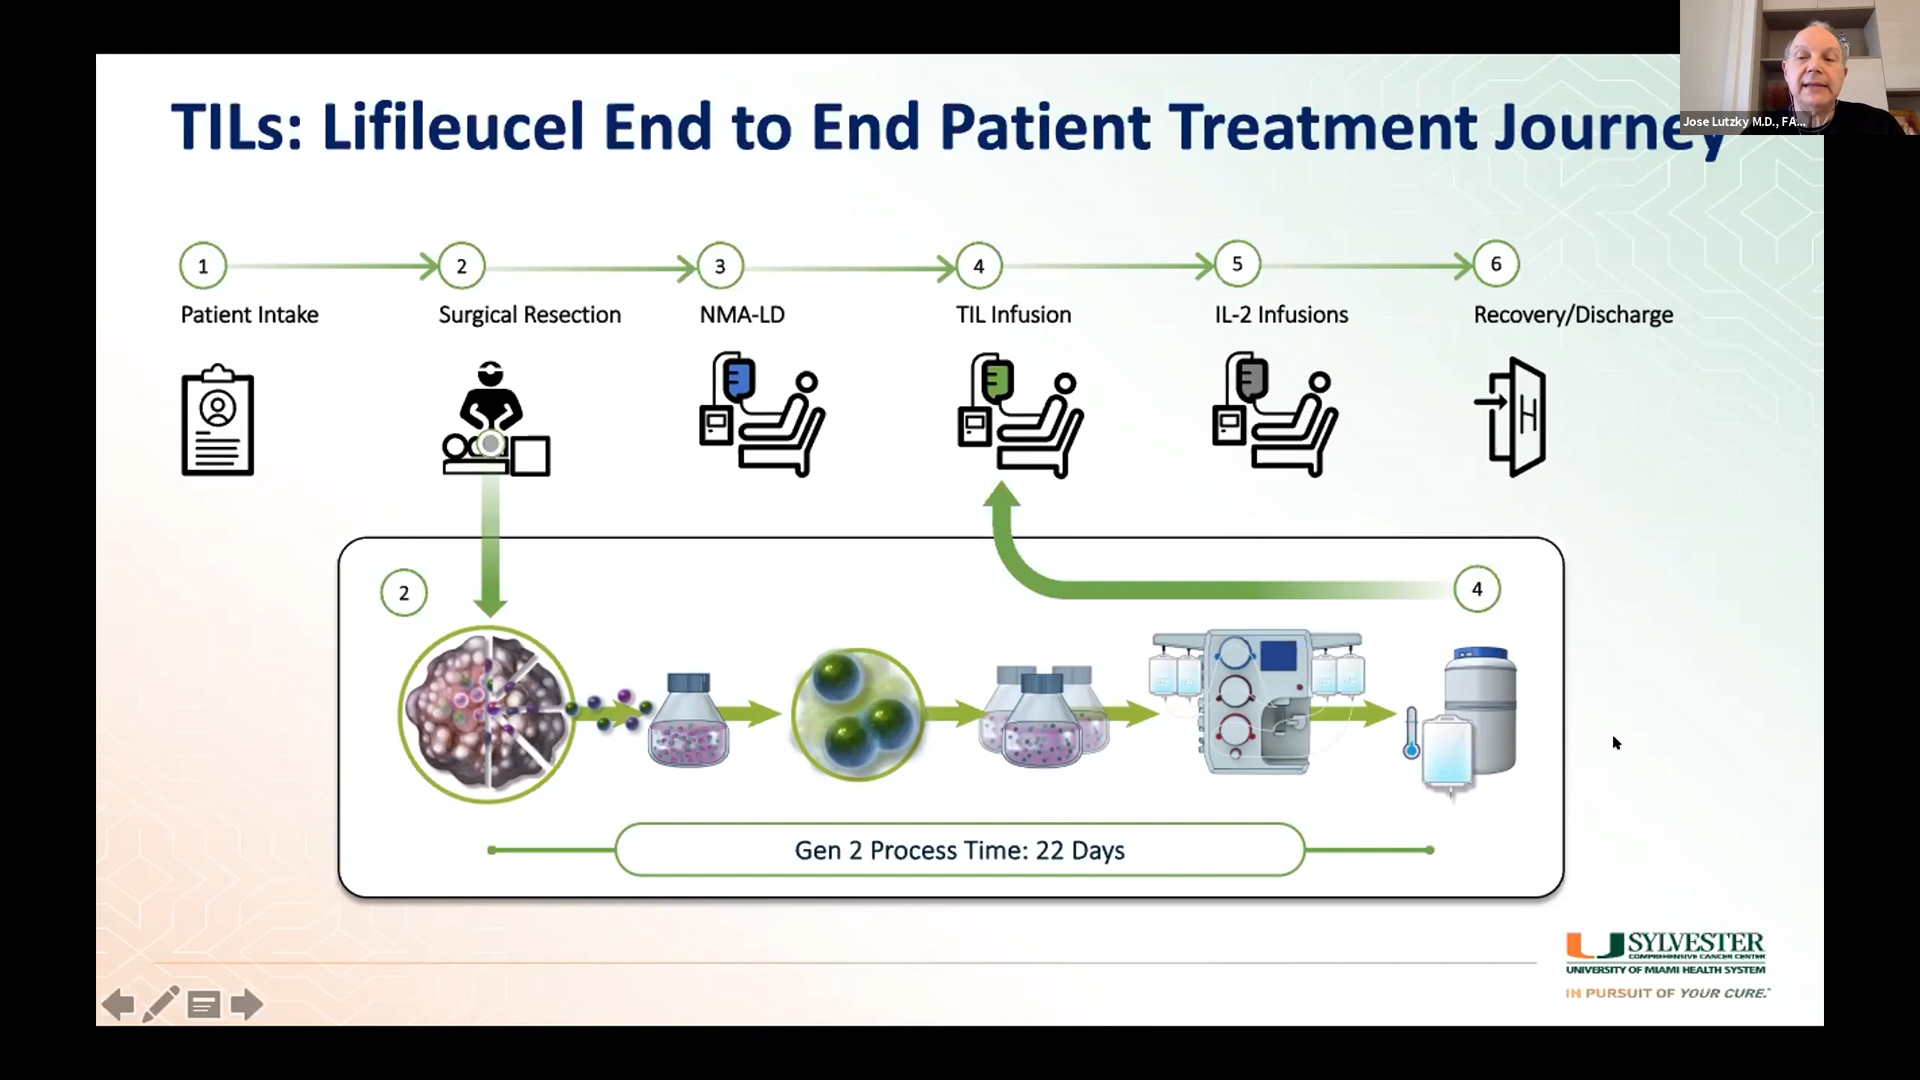 TILs: Lifileucel End to End Patient Treatment Journey
Jose Lutzky M.D., FA...
1
2
3
4
5
6
Patient Intake
Surgical Resection
NMA-LD
TIL Infusion
IL-2 Infusions
Recovery/Discharge
H
2
4
Gen 2 Process Time: 22 Days
SYLVESTER
COMPREHENSIVE CANCER CENTER
UNIVERSITY OF MIAMI HEALTH SYSTEM
IN PURSUIT OF YOUR CURE.™